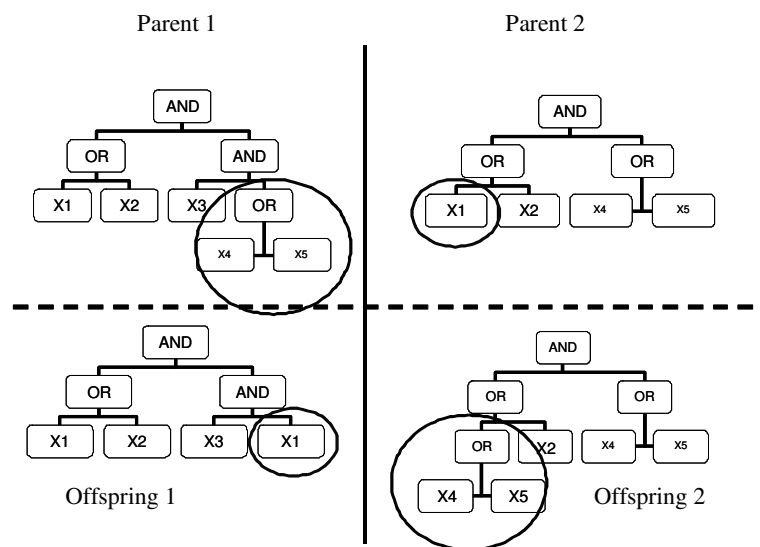 Parent 1
AND
OR AND
X1 X2 X3 OR
X4 X5
Parent 2
AND
OR OR
X1 X2 X4 X5
AND
OR AND
X1 X2 X3 X1
Offspring 1
AND
OR OR
OR X2 X4 X5
X4 X5
Offspring 2